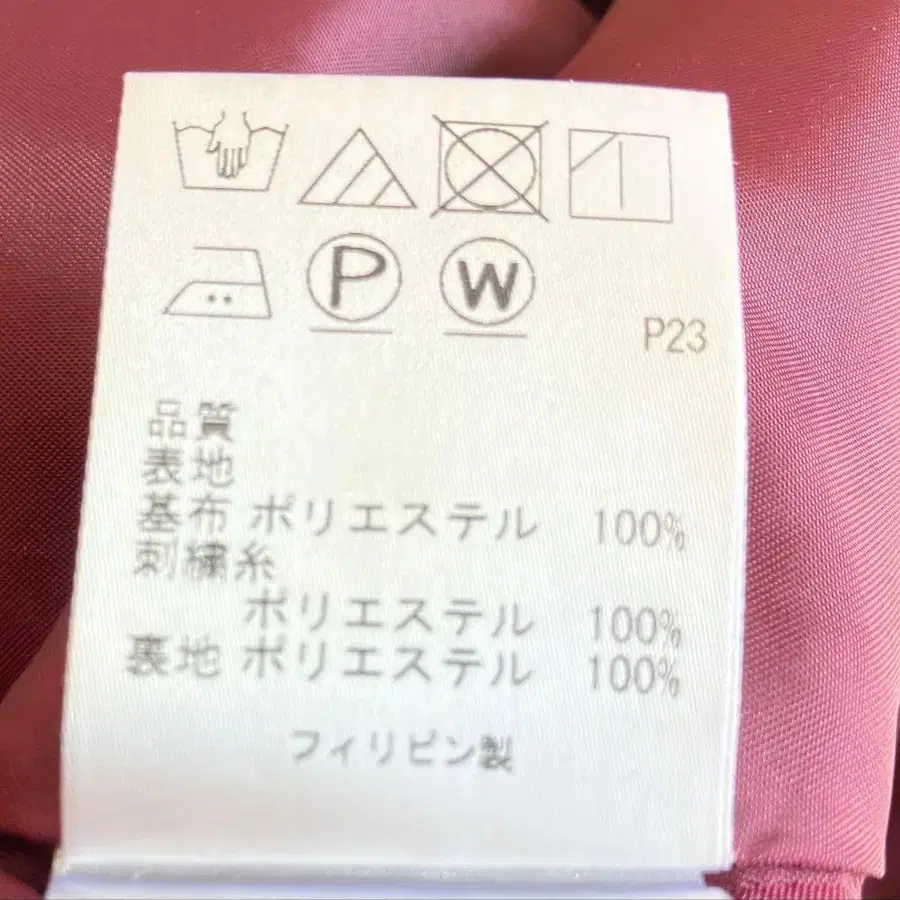 P W
P23
品質
表地
基布 ポリエステル 100%
刺繍糸
ポリエステル 100%
裏地 ポリエステル 100%
フィリピン製